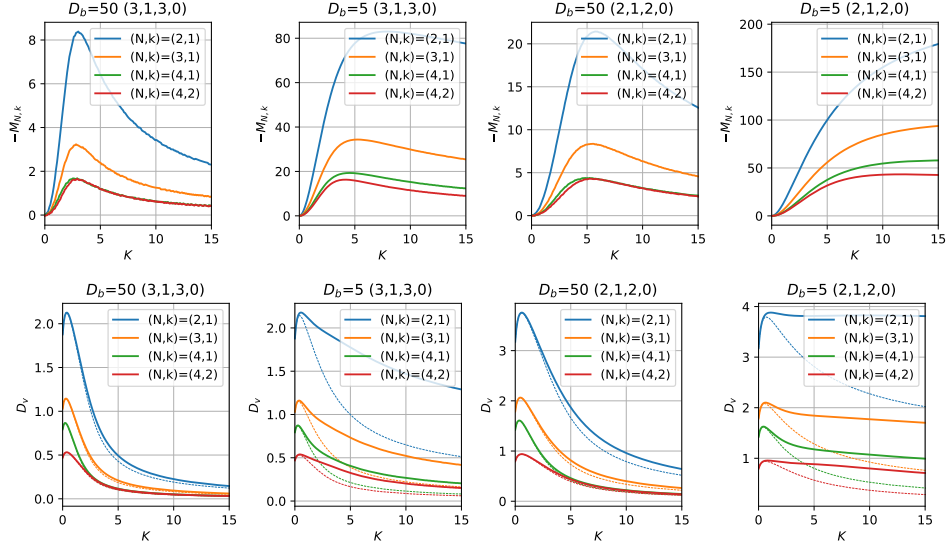 D_b=50 (3,1,3,0)
8
6
4
2
0
−M_{N,k}
(N,k)=(2,1)
(N,k)=(3,1)
(N,k)=(4,1)
(N,k)=(4,2)
0 5 10 15
K
D_b=5 (3,1,3,0)
80
60
40
20
0
−M_{N,k}
(N,k)=(2,1)
(N,k)=(3,1)
(N,k)=(4,1)
(N,k)=(4,2)
0 5 10 15
K
D_b=50 (2,1,2,0)
20
15
10
5
0
−M_{N,k}
(N,k)=(2,1)
(N,k)=(3,1)
(N,k)=(4,1)
(N,k)=(4,2)
0 5 10 15
K
D_b=5 (2,1,2,0)
200
150
100
50
0
−M_{N,k}
(N,k)=(2,1)
(N,k)=(3,1)
(N,k)=(4,1)
(N,k)=(4,2)
0 5 10 15
K
D_b=50 (3,1,3,0)
2.0
1.5
1.0
0.5
0.0
D_v
(N,k)=(2,1)
(N,k)=(3,1)
(N,k)=(4,1)
(N,k)=(4,2)
0 5 10 15
K
D_b=5 (3,1,3,0)
2.0
1.5
1.0
0.5
0.0
D_v
(N,k)=(2,1)
(N,k)=(3,1)
(N,k)=(4,1)
(N,k)=(4,2)
0 5 10 15
K
D_b=50 (2,1,2,0)
3
2
1
0
D_v
(N,k)=(2,1)
(N,k)=(3,1)
(N,k)=(4,1)
(N,k)=(4,2)
0 5 10 15
K
D_b=5 (2,1,2,0)
4
3
2
1
D_v
(N,k)=(2,1)
(N,k)=(3,1)
(N,k)=(4,1)
(N,k)=(4,2)
0 5 10 15
K